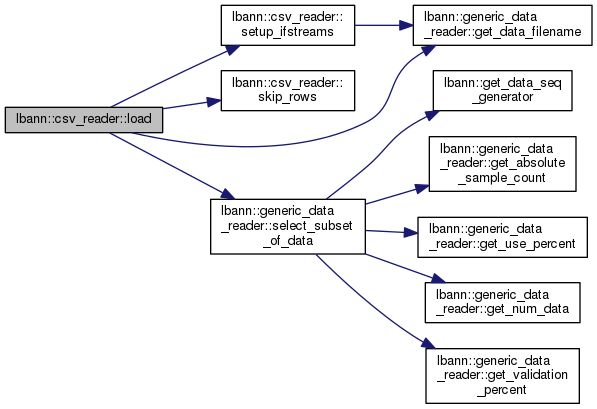 lbann::csv_reader::load
lbann::csv_reader::
setup_ifstreams
lbann::csv_reader::
skip_rows
lbann::generic_data
_reader::select_subset
_of_data
lbann::generic_data
_reader::get_data_filename
lbann::get_data_seq
_generator
lbann::generic_data
_reader::get_absolute
_sample_count
lbann::generic_data
_reader::get_use_percent
lbann::generic_data
_reader::get_num_data
lbann::generic_data
_reader::get_validation
_percent